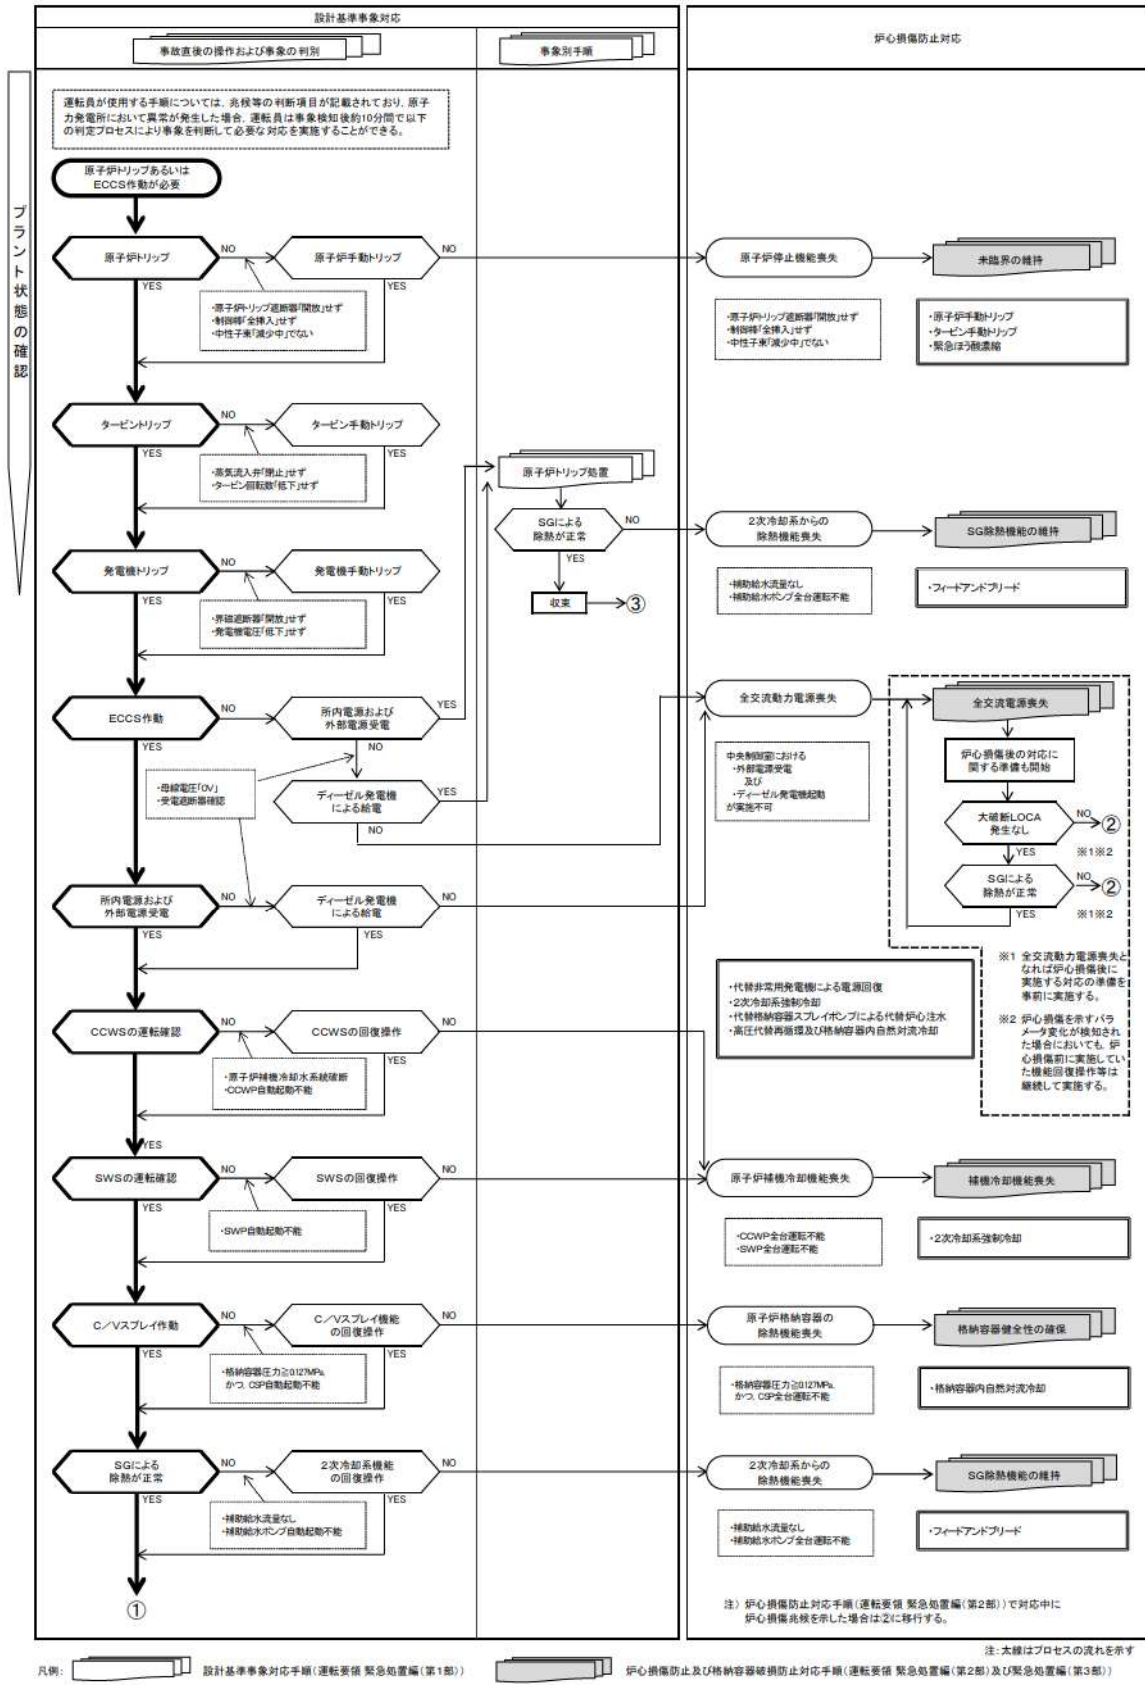 設計基準事象対応
事故直後の操作および事象の判別
事象別手順
炉心損傷防止対応
運転員が使用する手順については、兆候等の判断項目が記載されており、原子
力発電所において異常が発生した場合、運転員は事象検知後約10分間で以下
の判定プロセスにより事象を判断して必要な対応を実施することができる。
プラント状態の確認
原子炉トリップあるいは
ECCS作動が必要
原子炉トリップ
NO
YES
原子炉手動トリップ
NO
YES
・原子炉トリップ遮断器「開放」せず
・制御棒「全挿入」せず
・中性子束「減少中」でない
原子炉停止機能喪失
未臨界の維持
・原子炉トリップ遮断器「開放」せず
・制御棒「全挿入」せず
・中性子束「減少中」でない
・原子炉手動トリップ
・タービン手動トリップ
・緊急ほう酸濃縮
タービントリップ
NO
YES
タービン手動トリップ
YES
・蒸気流入弁「閉止」せず
・タービン回転数「低下」せず
原子炉トリップ処置
SGによる
除熱が正常
NO
YES
収束
③
2次冷却系からの
除熱機能喪失
SG除熱機能の維持
・補助給水流量なし
・補助給水ポンプ全台運転不能
・フィードアンドブリード
発電機トリップ
NO
YES
発電機手動トリップ
YES
・界磁遮断器「開放」せず
・発電機電圧「低下」せず
ECCS作動
NO
YES
所内電源および
外部電源受電
YES
NO
・母線電圧「0V」
・受電遮断器確認
ディーゼル発電機
による給電
YES
NO
全交流動力電源喪失
全交流電源喪失
中央制御室における
・外部電源受電
及び
・ディーゼル発電機起動
が実施不可
炉心損傷後の対応に
関する準備も開始
大破断LOCA
発生なし
NO
②
YES
※1※2
SGによる
除熱が正常
NO
②
YES
※1※2
所内電源および
外部電源受電
NO
YES
ディーゼル発電機
による給電
NO
YES
・代替非常用発電機による電源回復
・2次冷却系強制冷却
・代替格納容器スプレイポンプによる代替炉心注水
・高圧代替再循環及び格納容器内自然対流冷却
※1 全交流動力電源喪失と
なれば炉心損傷後に
実施する対応の準備を
事前に実施する。
※2 炉心損傷を示すパラ
メータ変化が検知され
た場合においても、炉
心損傷前に実施してい
た機能回復操作等は
継続して実施する。
CCWSの運転確認
NO
YES
CCWSの回復操作
NO
YES
・原子炉補機冷却水系統破断
・CCWP自動起動不能
SWSの運転確認
NO
YES
SWSの回復操作
NO
YES
・SWP自動起動不能
原子炉補機冷却機能喪失
補機冷却機能喪失
・CCWP全台運転不能
・SWP全台運転不能
・2次冷却系強制冷却
C/Vスプレイ作動
NO
YES
C/Vスプレイ機能
の回復操作
NO
YES
・格納容器圧力≧0.127MPa、
かつ、CSP自動起動不能
原子炉格納容器の
除熱機能喪失
格納容器健全性の確保
・格納容器圧力≧0.127MPa、
かつ、CSP全台運転不能
・格納容器内自然対流冷却
SGによる
除熱が正常
NO
YES
2次冷却系機能
の回復操作
NO
YES
・補助給水流量なし
・補助給水ポンプ自動起動不能
2次冷却系からの
除熱機能喪失
SG除熱機能の維持
・補助給水流量なし
・補助給水ポンプ全台運転不能
・フィードアンドブリード
①
注) 炉心損傷防止対応手順(運転要領 緊急処置編(第2部))で対応中に
炉心損傷兆候を示した場合は②に移行する。
注:太線はプロセスの流れを示す
凡例:
設計基準事象対応手順(運転要領 緊急処置編(第1部))
炉心損傷防止及び格納容器破損防止対応手順(運転要領 緊急処置編(第2部)及び緊急処置編(第3部))